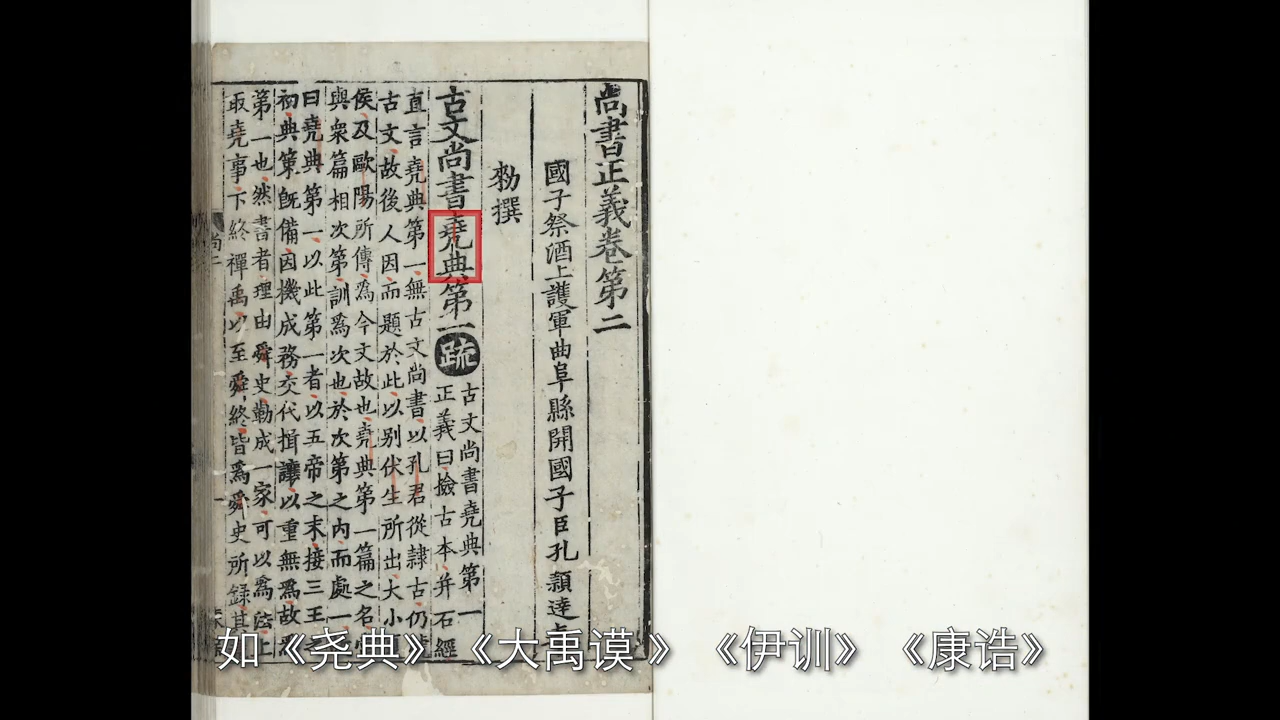 尚書正義卷第二
國子祭酒上護軍曲阜縣開國子臣孔穎達
勑撰
古文尚書堯典第一
疏
古文尚書堯典第一
正義曰檢古本并石經
直言堯典第一無古文尚書以孔君從隸古仍號
古文故後人因而題於此以別伏生所出大小
侯及歐陽所傳為今文故也堯典第一篇之名
與衆篇相次第訓為次也於次第之內而處一
曰堯典第一以此第一者以五帝之末接三王
初典第既備因機成務交代揖讓以重無為故
第一也然書者理由舜史勒成一家可以為法上
取堯事下終禪禹以至舜終皆為舜史所錄其
如《尧典》《大禹谟》《伊训》《康诰》